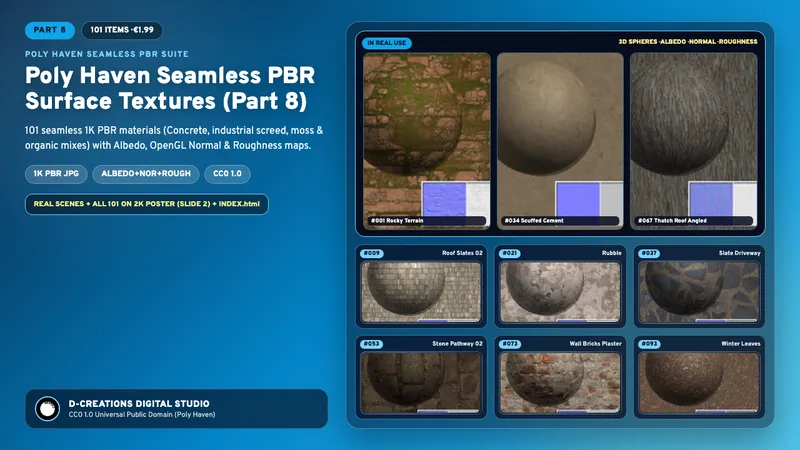 PART 8
101 ITEMS · €1.99
POLY HAVEN SEAMLESS PBR SUITE
Poly Haven Seamless PBR
Surface Textures (Part 8)
101 seamless 1K PBR materials (Concrete, industrial screed, moss &
organic mixes) with Albedo, OpenGL Normal & Roughness maps.
1K PBR JPG
ALBEDO+NOR+ROUGH
CC0 1.0
REAL SCENES + ALL 101 ON 2K POSTER (SLIDE 2) + INDEX.html
D-CREATIONS DIGITAL STUDIO
CC0 1.0 Universal Public Domain (Poly Haven)
IN REAL USE
3D SPHERES · ALBEDO · NORMAL · ROUGHNESS
#001 Rocky Terrain
#034 Scuffed Cement
#067 Thatch Roof Angled
#009
Roof Slates 02
#021
Rubble
#037
Slate Driveway
#053
Stone Pathway 02
#073
Wall Bricks Plaster
#093
Winter Leaves